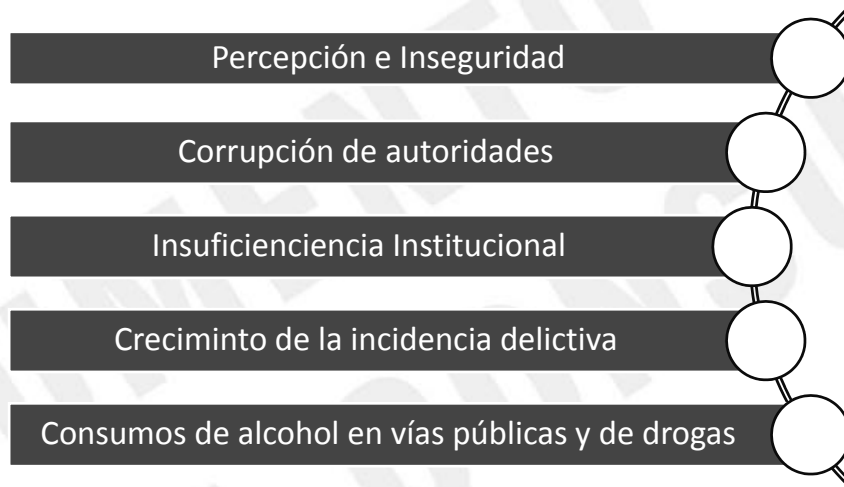 Percepción e Inseguridad
Corrupción de autoridades
Insuficienciencia Institucional
Creciminto de la incidencia delictiva
Consumos de alcohol en vías públicas y de drogas